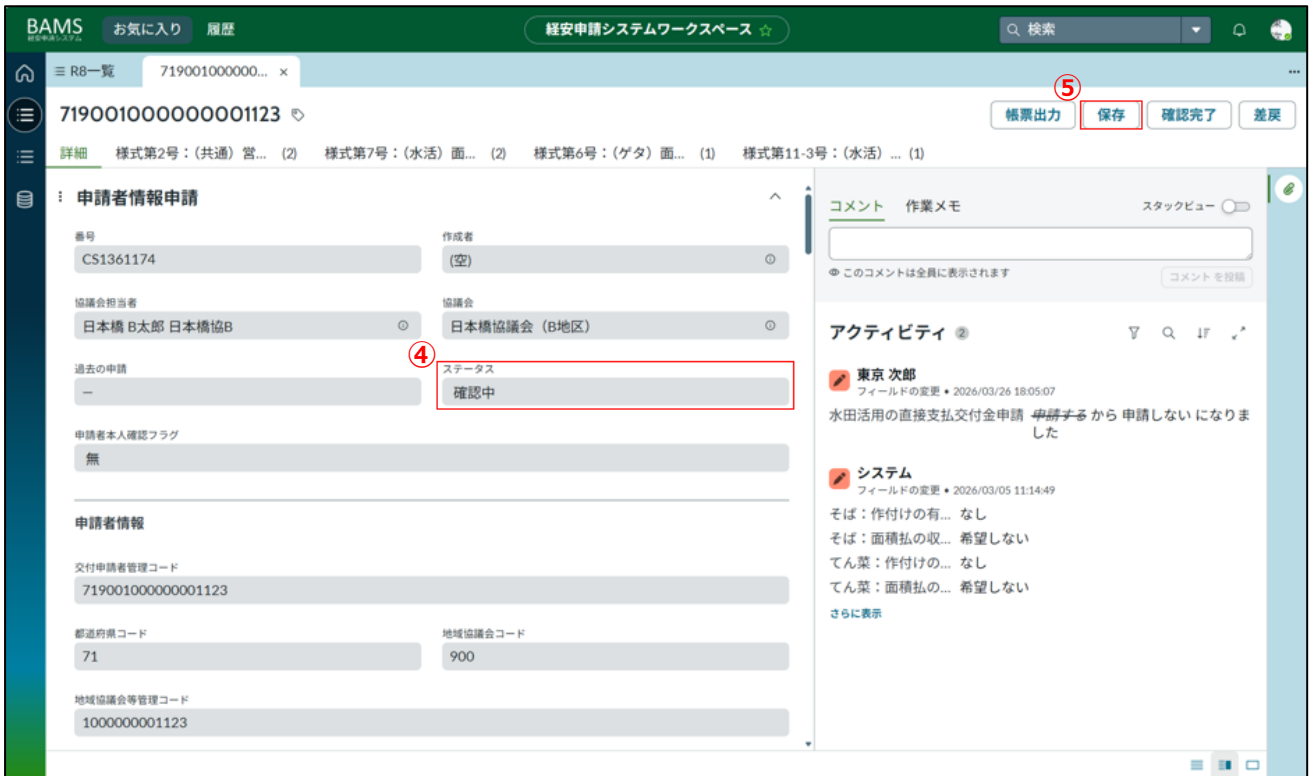 BAMS お気に入り 履歴 経安申請システムワークスペース 検索
経安申請システム
R8一覧 719001000000... ×
⑤
719001000000001123 帳票出力 保存 確認完了 差戻
詳細 様式第2号：（共通）営... (2) 様式第7号：（水活）面... (2) 様式第6号：（ゲタ）面... (1) 様式第11-3号：（水活）... (1)
申請者情報申請
番号 作成者
CS1361174 (空)
協議会担当者 協議会
日本橋 B太郎 日本橋協B 日本橋協議会（B地区）
④
過去の申請 ステータス
— 確認中
申請者本人確認フラグ
無
申請者情報
交付申請者管理コード
719001000000001123
都道府県コード 地域協議会コード
71 900
地域協議会等管理コード
1000000001123
コメント 作業メモ スタックビュー
このコメントは全員に表示されます コメント を投稿
アクティビティ 2
東京 次郎
フィールドの変更 • 2026/03/26 18:05:07
水田活用の直接支払交付金申請 申請する から 申請しない になりま
した
システム
フィールドの変更 • 2026/03/05 11:14:49
そば：作付けの有... なし
そば：面積払の収... 希望しない
てん菜：作付けの... なし
てん菜：面積払の... 希望しない
さらに表示